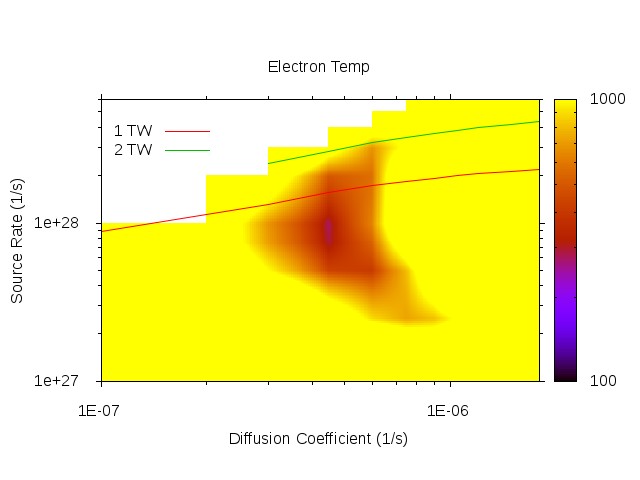 Electron Temp
1 TW
2 TW
1000
100
Source Rate (1/s)
1e+28
1e+27
1E-07
1E-06
Diffusion Coefficient (1/s)